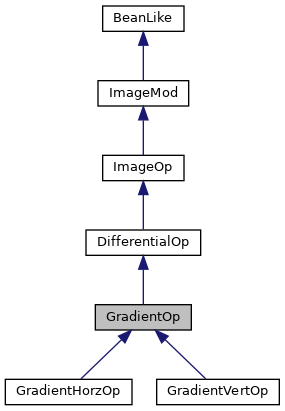 BeanLike
ImageMod
ImageOp
DifferentialOp
GradientOp
GradientHorzOp
GradientVertOp